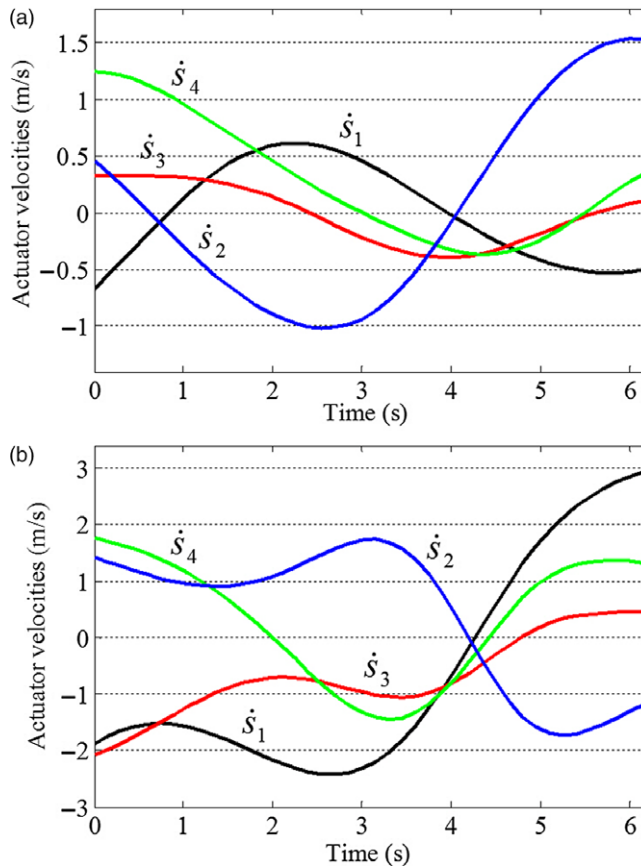 (a)
Actuator velocities (m/s)
1.5
1
0.5
0
−0.5
−1
ṡ4
ṡ3
ṡ1
ṡ2
0 1 2 3 4 5 6
Time (s)
(b)
Actuator velocities (m/s)
3
2
1
0
−1
−2
−3
ṡ4
ṡ2
ṡ3
ṡ1
0 1 2 3 4 5 6
Time (s)